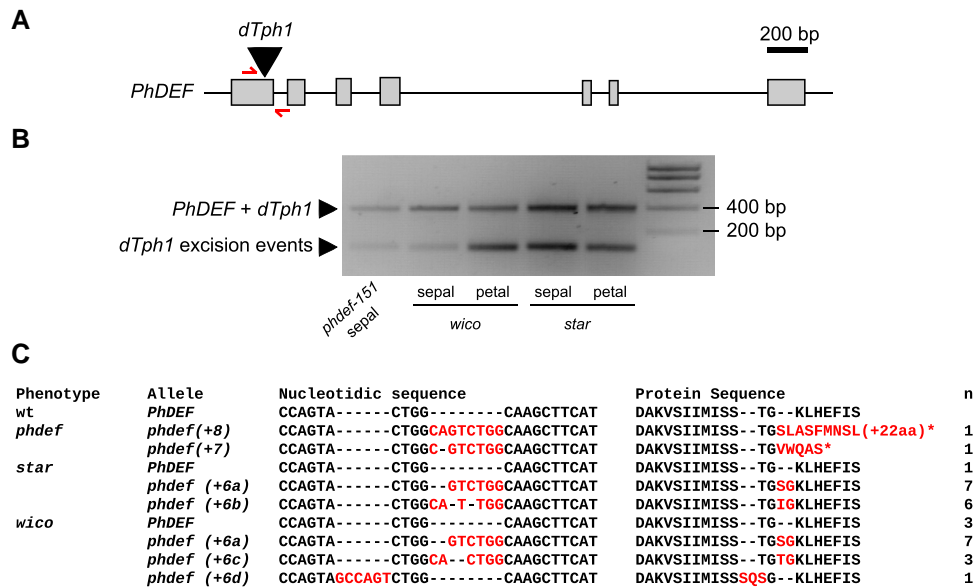 A
dTph1
200 bp
PhDEF
B
PhDEF + dTph1
400 bp
200 bp
dTph1 excision events
phdef-151 sepal
sepal petal sepal petal
wico star
C
Phenotype Allele Nucleotidic sequence Protein Sequence n
wt PhDEF CCAGTA------CTGG--------CAAGCTTCAT DAKVSIIMISS--TG--KLHEFIS
phdef phdef(+8) CCAGTA------CTGGCAGTCTGGCAAGCTTCAT DAKVSIIMISS--TGSLASFMNSL(+22aa)* 1
phdef(+7) CCAGTA------CTGGC-GTCTGGCAAGCTTCAT DAKVSIIMISS--TGVWQAS* 1
star PhDEF CCAGTA------CTGG--------CAAGCTTCAT DAKVSIIMISS--TG--KLHEFIS 1
phdef (+6a) CCAGTA------CTGG--GTCTGGCAAGCTTCAT DAKVSIIMISS--TGSGKLHEFIS 7
phdef (+6b) CCAGTA------CTGGCA-T-TGGCAAGCTTCAT DAKVSIIMISS--TGIGKLHEFIS 6
wico PhDEF CCAGTA------CTGG--------CAAGCTTCAT DAKVSIIMISS--TG--KLHEFIS 3
phdef (+6a) CCAGTA------CTGG--GTCTGGCAAGCTTCAT DAKVSIIMISS--TGSGKLHEFIS 7
phdef (+6c) CCAGTA------CTGGCA--CTGGCAAGCTTCAT DAKVSIIMISS--TGTGKLHEFIS 3
phdef (+6d) CCAGTAGCCAGTCTGG--------CAAGCTTCAT DAKVSIIMISSSQSG--KLHEFIS 1